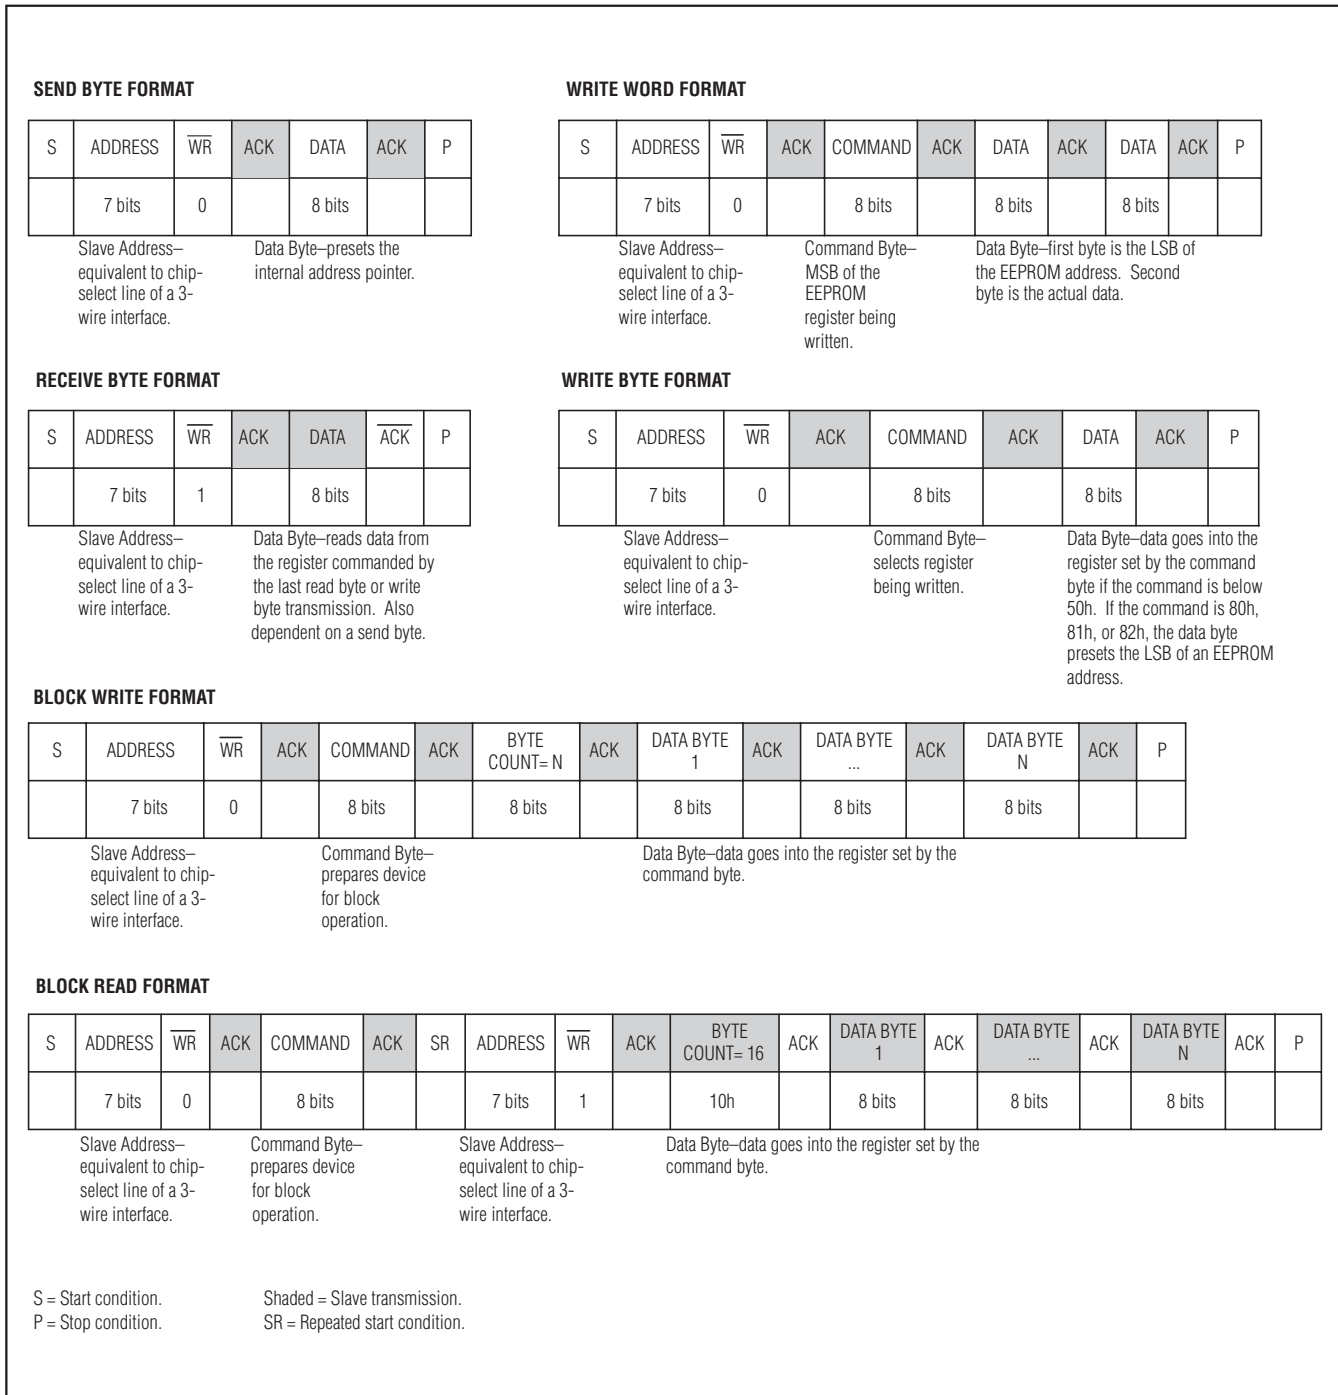 SEND BYTE FORMAT
S ADDRESS WR ACK DATA ACK P
7 bits 0 8 bits
Slave Address–
equivalent to chip-
select line of a 3-
wire interface.
Data Byte–presets the
internal address pointer.
WRITE WORD FORMAT
S ADDRESS WR ACK COMMAND ACK DATA ACK DATA ACK P
7 bits 0 8 bits 8 bits 8 bits
Slave Address–
equivalent to chip-
select line of a 3-
wire interface.
Command Byte–
MSB of the
EEPROM
register being
written.
Data Byte–first byte is the LSB of
the EEPROM address. Second
byte is the actual data.
RECEIVE BYTE FORMAT
S ADDRESS WR ACK DATA ACK P
7 bits 1 8 bits
Slave Address–
equivalent to chip-
select line of a 3-
wire interface.
Data Byte–reads data from
the register commanded by
the last read byte or write
byte transmission. Also
dependent on a send byte.
WRITE BYTE FORMAT
S ADDRESS WR ACK COMMAND ACK DATA ACK P
7 bits 0 8 bits 8 bits
Slave Address–
equivalent to chip-
select line of a 3-
wire interface.
Command Byte–
selects register
being written.
Data Byte–data goes into the
register set by the command
byte if the command is below
50h. If the command is 80h,
81h, or 82h, the data byte
presets the LSB of an EEPROM
address.
BLOCK WRITE FORMAT
S ADDRESS WR ACK COMMAND ACK BYTE COUNT= N ACK DATA BYTE 1 ACK DATA BYTE ... ACK DATA BYTE N ACK P
7 bits 0 8 bits 8 bits 8 bits 8 bits 8 bits
Slave Address–
equivalent to chip-
select line of a 3-
wire interface.
Command Byte–
prepares device
for block
operation.
Data Byte–data goes into the register set by the
command byte.
BLOCK READ FORMAT
S ADDRESS WR ACK COMMAND ACK SR ADDRESS WR ACK BYTE COUNT= 16 ACK DATA BYTE 1 ACK DATA BYTE ... ACK DATA BYTE N ACK P
7 bits 0 8 bits 7 bits 1 10h 8 bits 8 bits 8 bits
Slave Address–
equivalent to chip-
select line of a 3-
wire interface.
Command Byte–
prepares device
for block
operation.
Slave Address–
equivalent to chip-
select line of a 3-
wire interface.
Data Byte–data goes into the register set by the
command byte.
S = Start condition.
P = Stop condition.
Shaded = Slave transmission.
SR = Repeated start condition.